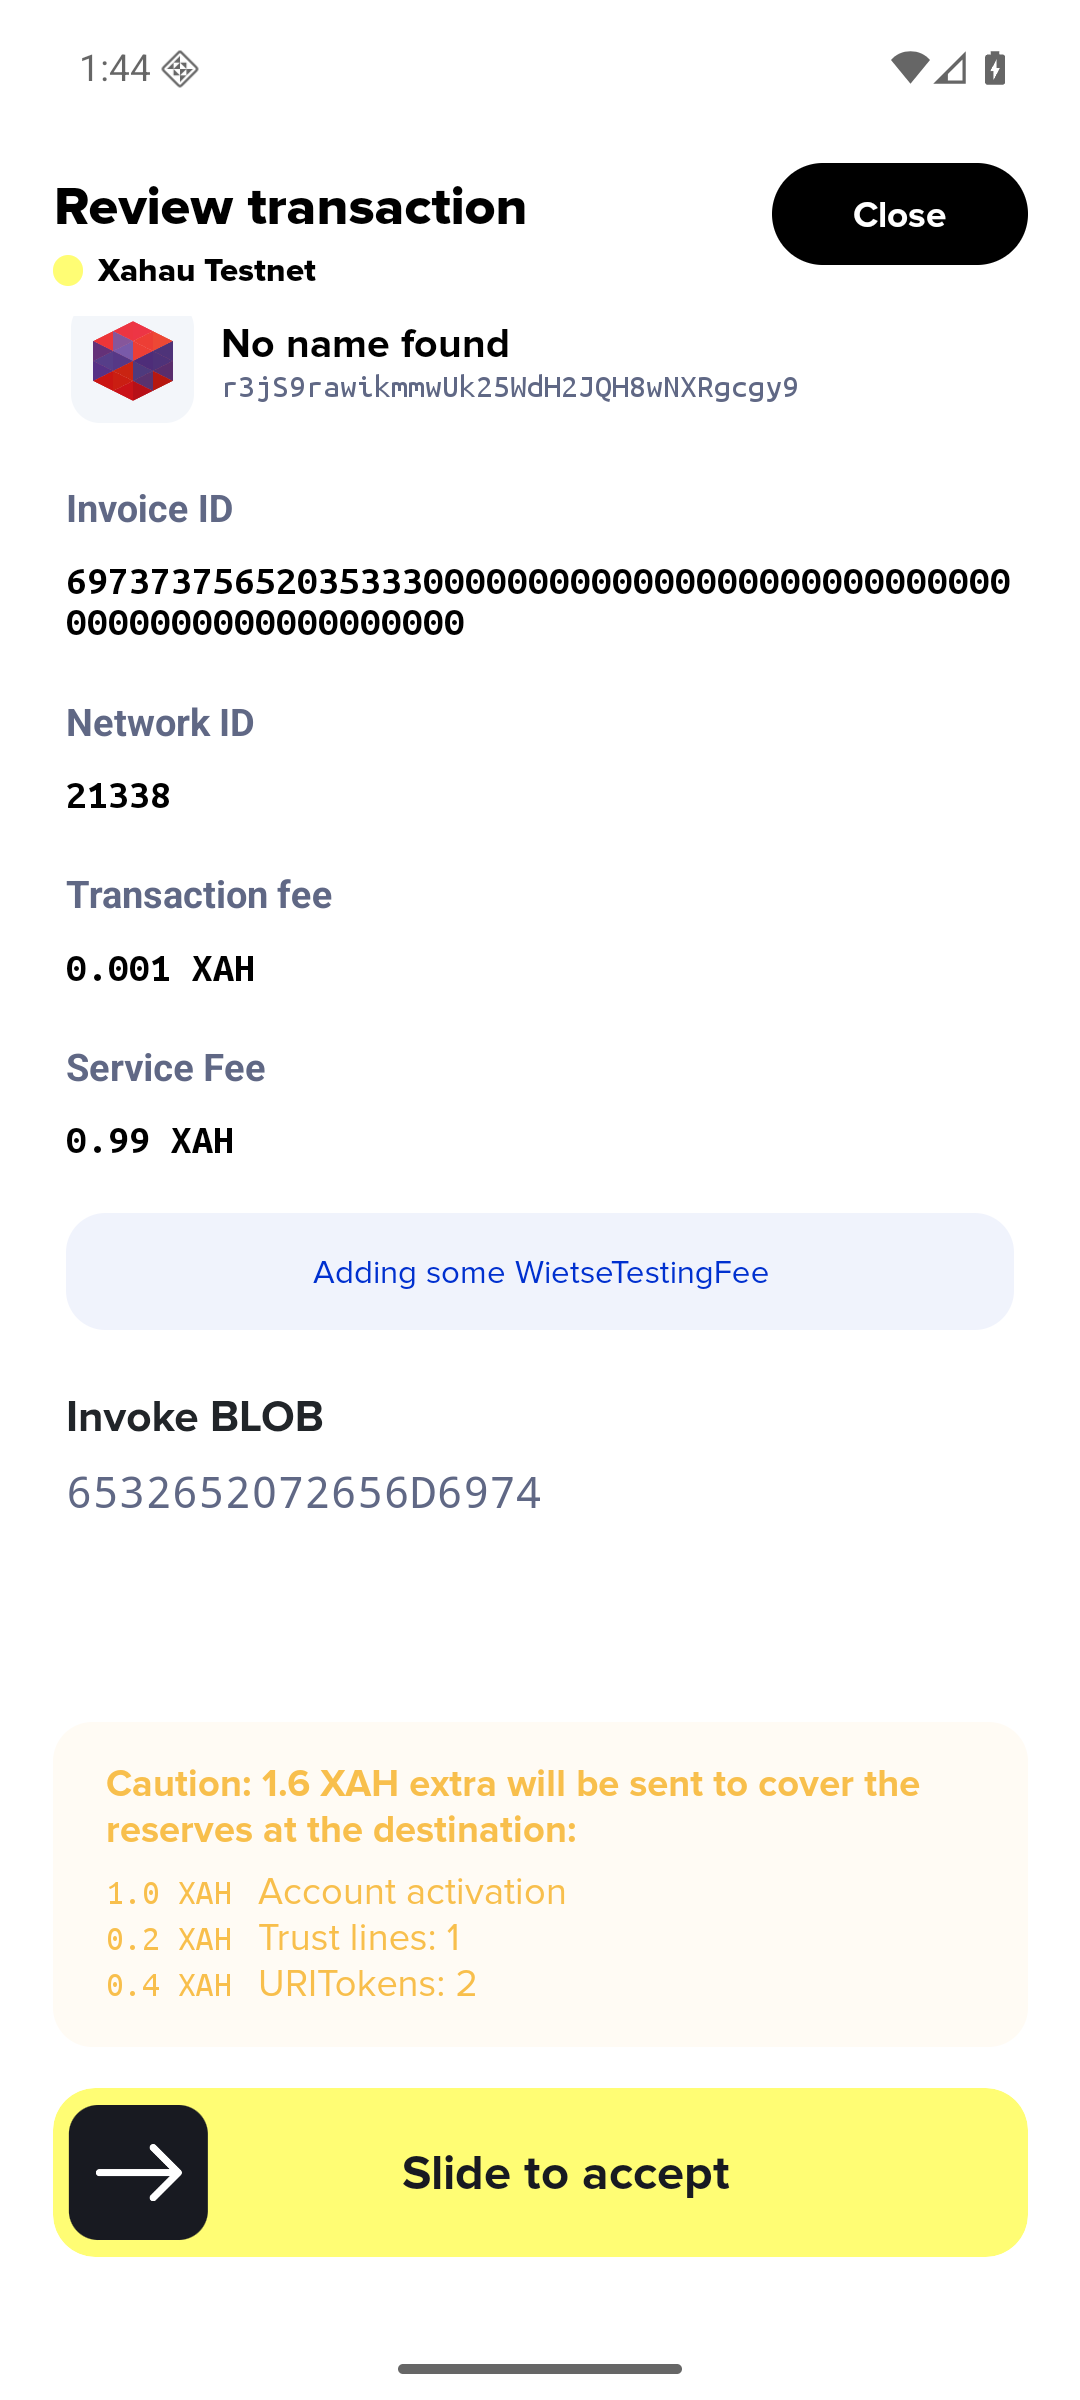 1:44
Review transaction
Close
Xahau Testnet
No name found
r3jS9rawikmmwUk25WdH2JQH8wNXRgcgy9
Invoice ID
697373756520353330000000000000000000000000000
0000000000000000000
Network ID
21338
Transaction fee
0.001 XAH
Service Fee
0.99 XAH
Adding some WietseTestingFee
Invoke BLOB
6532652072656D6974
Caution: 1.6 XAH extra will be sent to cover the
reserves at the destination:
1.0 XAH Account activation
0.2 XAH Trust lines: 1
0.4 XAH URITokens: 2
Slide to accept